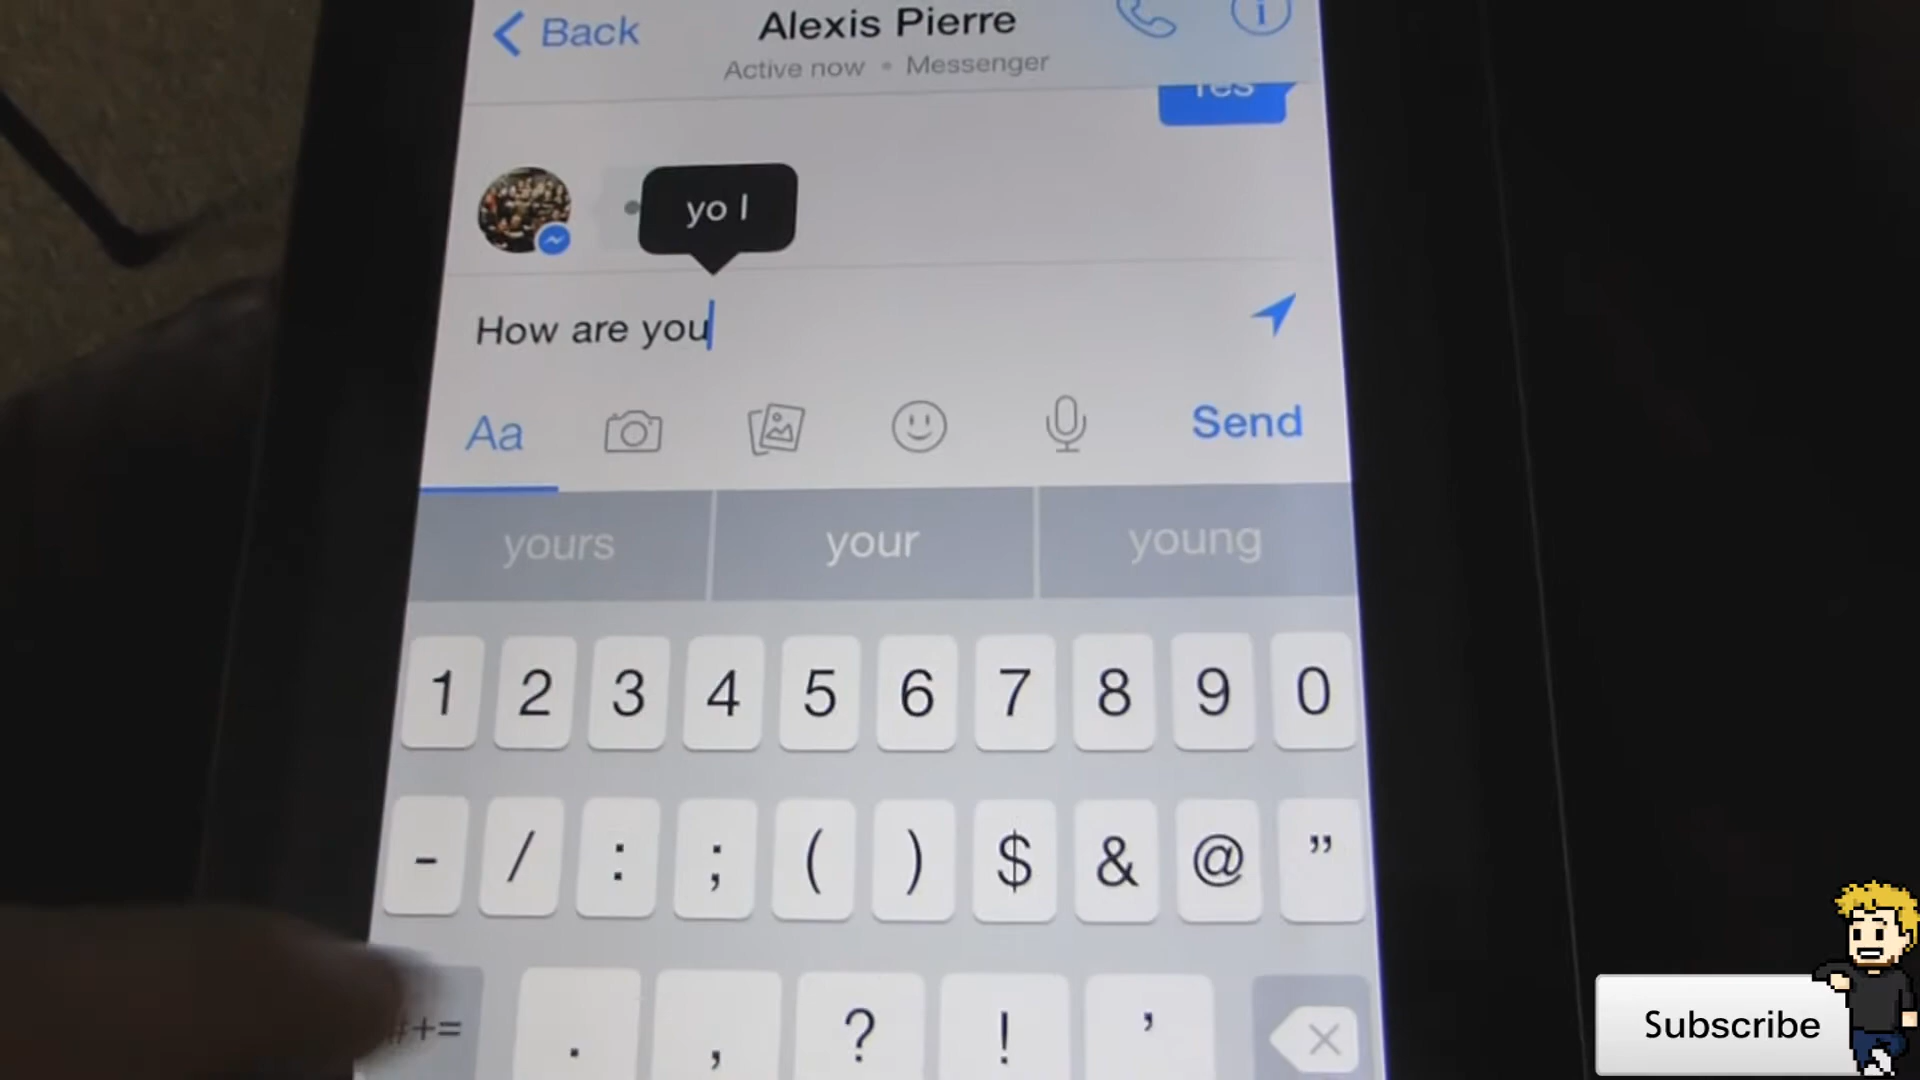 Back
Alexis Pierre
Active now • Messenger
Yes
yo I
How are you
Aa
Send
yours your young
1 2 3 4 5 6 7 8 9 0
- / : ; ( ) $ & @ ”
#+= . , ? ! ’
Subscribe